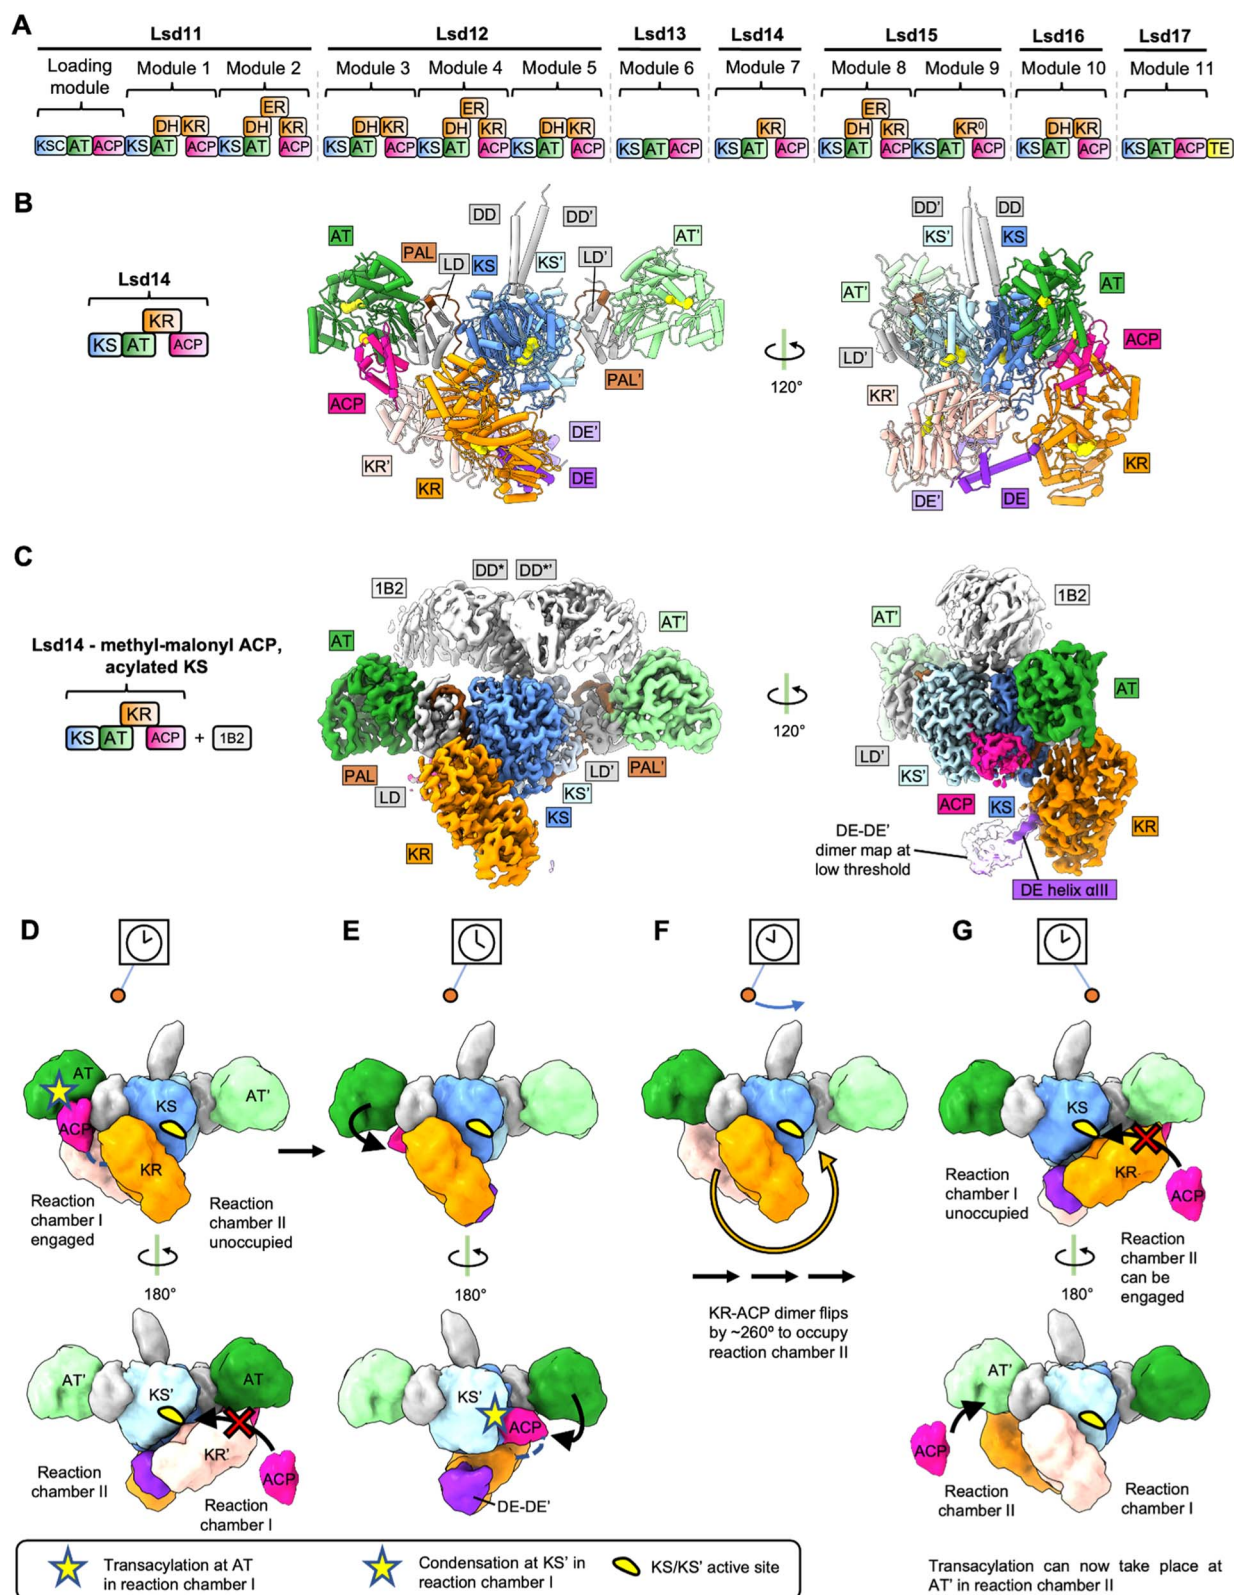 A
Lsd11
Lsd12
Lsd13
Lsd14
Lsd15
Lsd16
Lsd17
Loading
module
Module 1
Module 2
Module 3
Module 4
Module 5
Module 6
Module 7
Module 8
Module 9
Module 10
Module 11
ER
ER
ER
DH KR
DH KR
DH KR
DH KR
DH KR
KR
DH KR
KR⁰
DH KR
KSC AT ACP KS AT ACP KS AT ACP
KS AT ACP KS AT ACP KS AT ACP
KS AT ACP
KS AT ACP
KS AT ACP KS AT ACP
KS AT ACP
KS AT ACP TE
B
Lsd14
KR
KS AT ACP
AT
PAL
LD
KS
DD
DD'
KS'
LD'
AT'
PAL'
ACP
KR'
KR
DE'
DE
120°
DD'
DD
KS'
KS
AT'
AT
LD'
ACP
KR'
KR
DE'
DE
C
Lsd14 - methyl-malonyl ACP,
acylated KS
KR
KS AT ACP + 1B2
1B2
DD*
DD*'
AT
AT'
PAL
LD
LD'
PAL'
KS'
KS
KR
120°
1B2
AT'
AT
LD'
KS'
ACP
KS
KR
DE-DE'
dimer map at
low threshold
DE helix αIII
D
AT
KS
AT'
ACP
KR
Reaction
chamber I
engaged
Reaction
chamber II
unoccupied
180°
AT'
KS'
AT
KR'
ACP
Reaction
chamber II
Reaction
chamber I
E
180°
KS'
ACP
DE-DE'
F
KR-ACP dimer flips
by ~260º to occupy
reaction chamber II
G
KS
KR
ACP
Reaction
chamber I
unoccupied
Reaction
chamber II
can be
engaged
180°
AT'
ACP
Reaction
chamber II
Reaction
chamber I
Transacylation can now take place at
AT' in reaction chamber II
Transacylation at AT
in reaction chamber I
Condensation at KS' in
reaction chamber I
KS/KS' active site